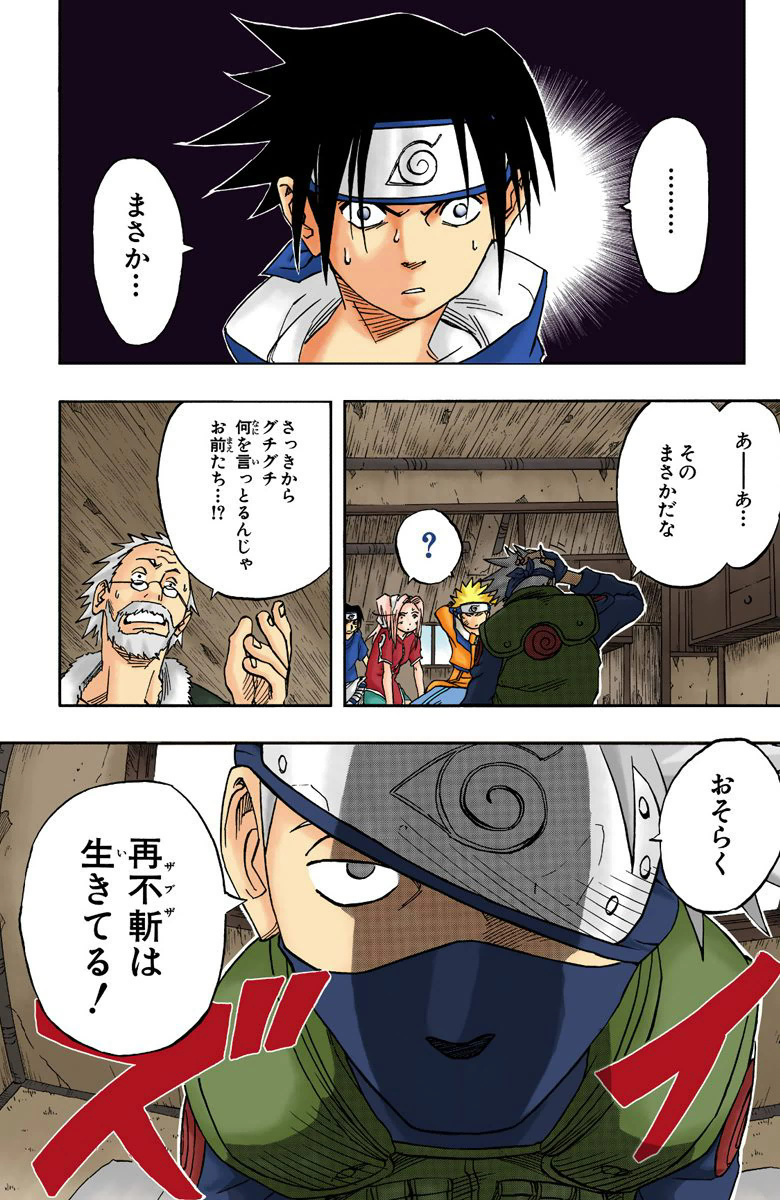 ………
まさか…
あ──あ…
その
まさかだな
？
さっきから
グチグチ
何を言っとるんじゃ
お前たち…!?
おそらく
再不斬は
生きてる！
ズイ